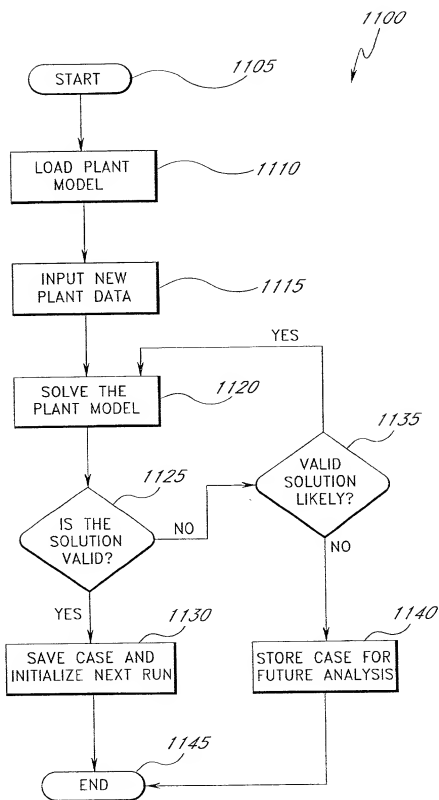 1100
START
1105
LOAD PLANT
MODEL
1110
INPUT NEW
PLANT DATA
1115
YES
SOLVE THE
PLANT MODEL
1120
1135
VALID
SOLUTION
LIKELY?
1125
IS THE
SOLUTION
VALID?
NO
NO
YES
1130
SAVE CASE AND
INITIALIZE NEXT RUN
1140
STORE CASE FOR
FUTURE ANALYSIS
1145
END